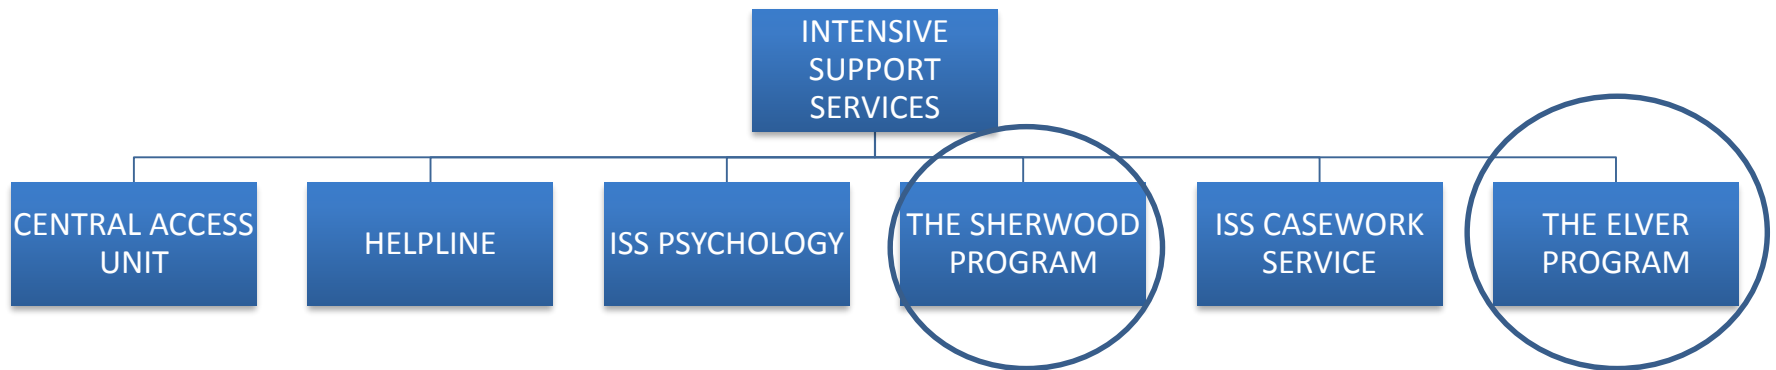 INTENSIVE
SUPPORT
SERVICES
CENTRAL ACCESS
UNIT
HELPLINE
ISS PSYCHOLOGY
THE SHERWOOD
PROGRAM
ISS CASEWORK
SERVICE
THE ELVER
PROGRAM